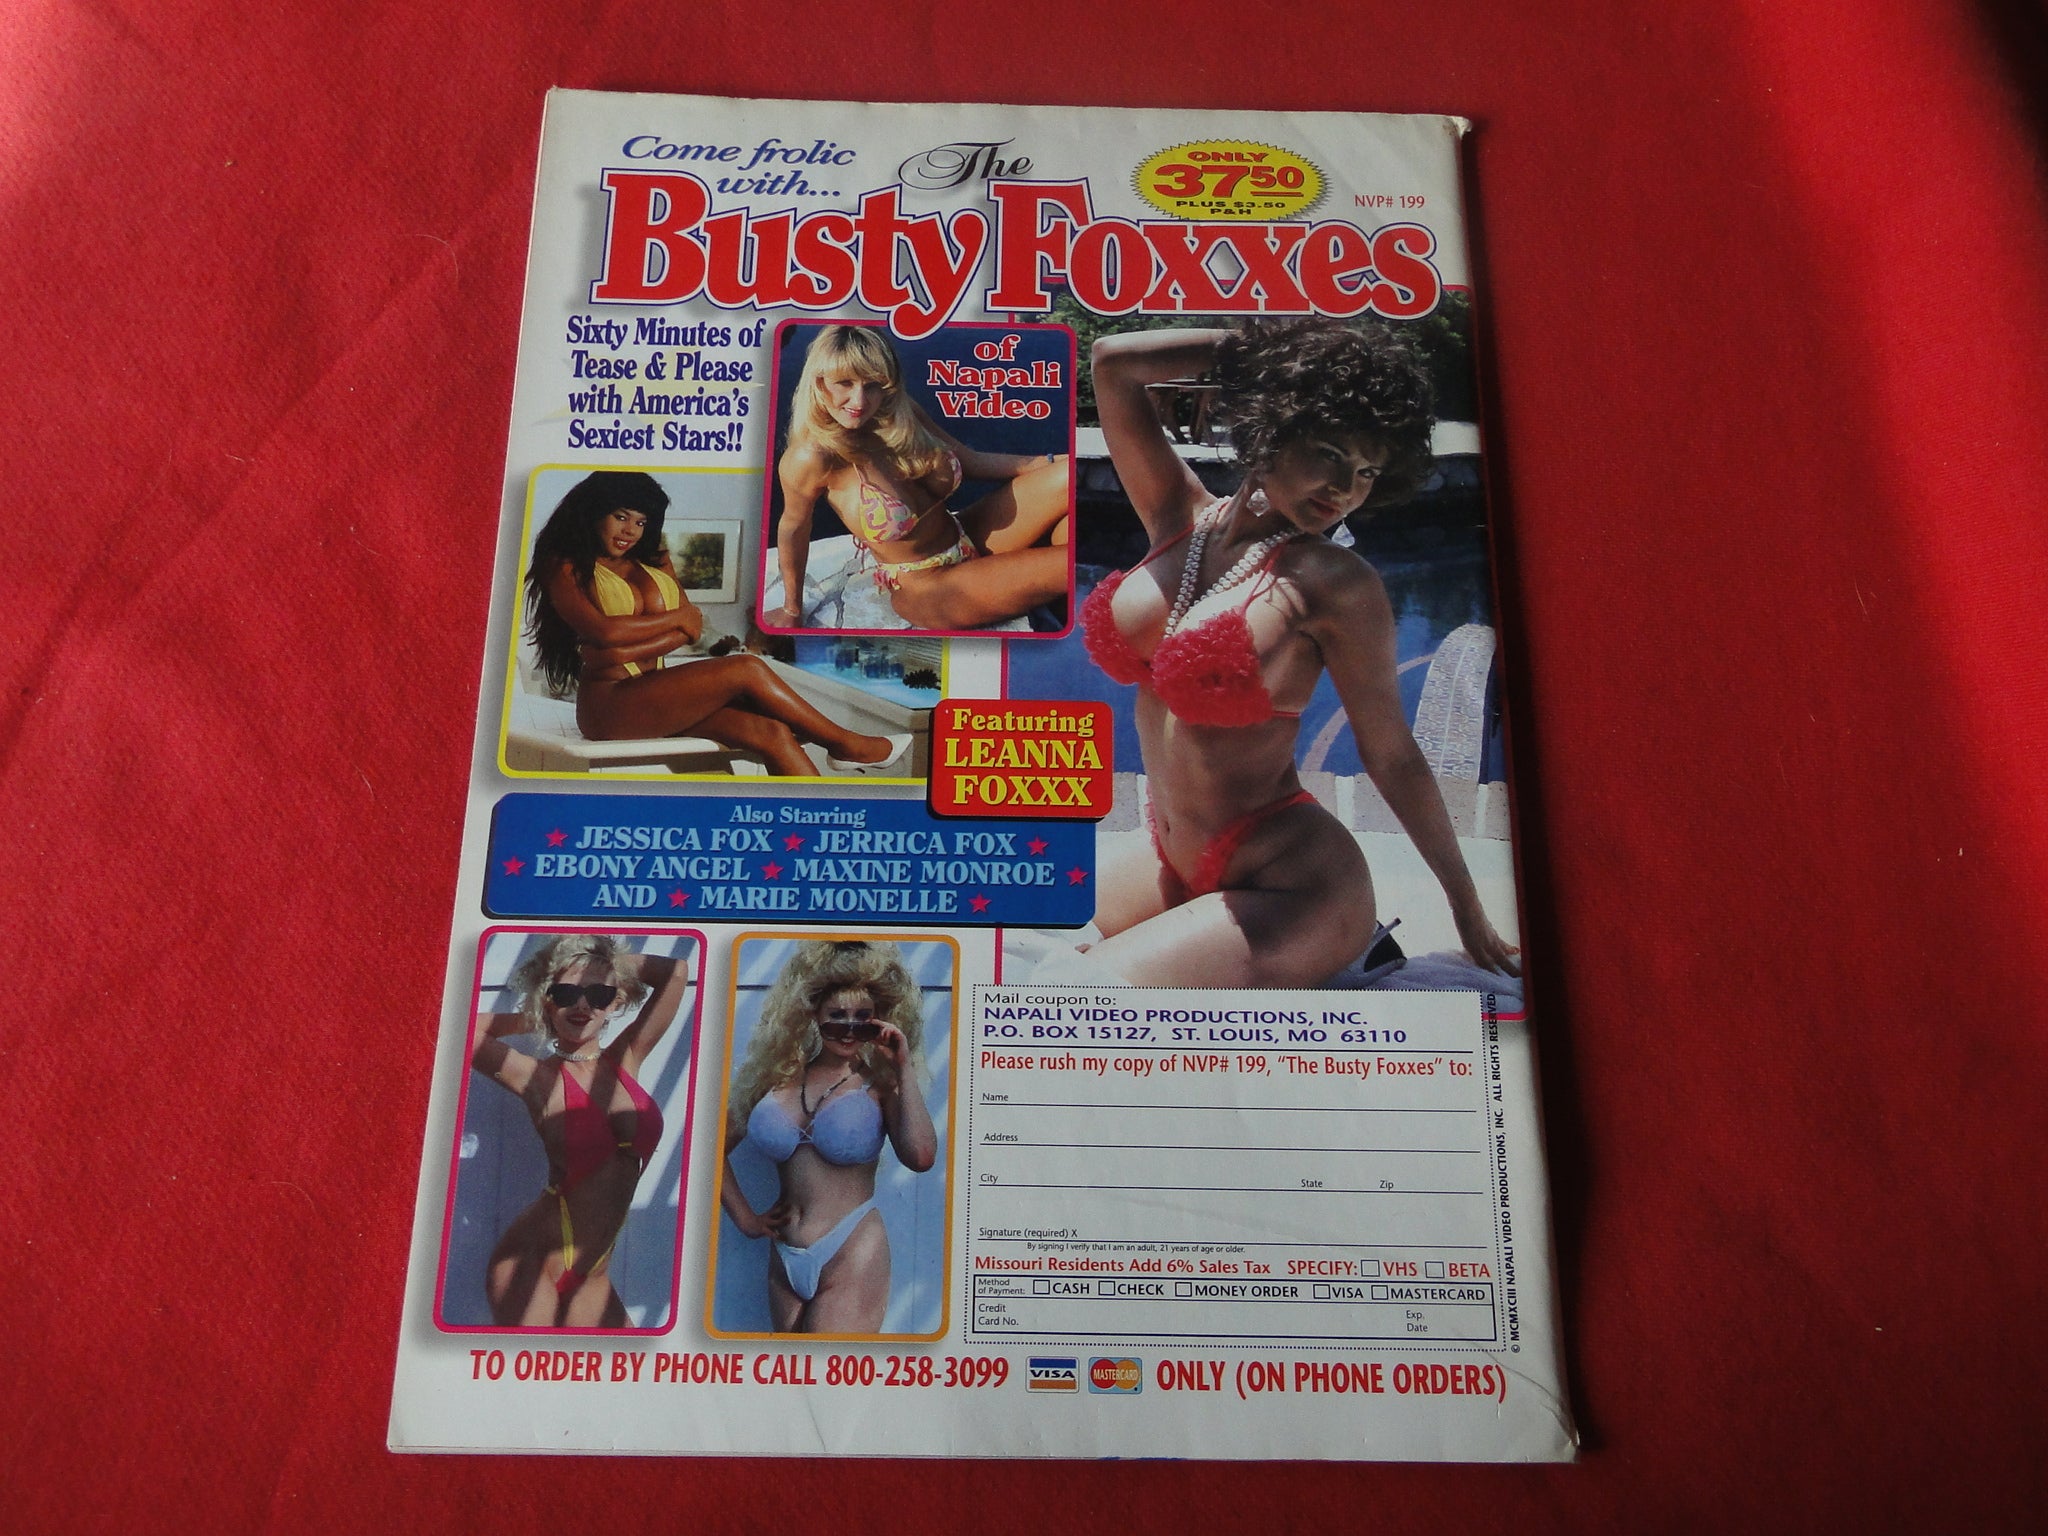 Come frolic
with...
The
Busty Foxxes
ONLY
37 50
PLUS $3.50
P&H
NVP# 199
Sixty Minutes of
Tease & Please
with America's
Sexiest Stars!!
of
Napali
Video
Featuring
LEANNA
FOXXX
Also Starring
★ JESSICA FOX ★ JERRICA FOX ★
★ EBONY ANGEL ★ MAXINE MONROE ★
AND ★ MARIE MONELLE ★
Mail coupon to:
NAPALI VIDEO PRODUCTIONS, INC.
P.O. BOX 15127, ST. LOUIS, MO 63110
Please rush my copy of NVP# 199, "The Busty Foxxes" to:
Name
Address
City State Zip
Signature (required) X
By signing I verify that I am an adult, 21 years of age or older.
Missouri Residents Add 6% Sales Tax SPECIFY: □ VHS □ BETA
Method
of Payment: □ CASH □ CHECK □ MONEY ORDER □ VISA □ MASTERCARD
Credit
Card No.
Exp.
Date
© MCMXCIII NAPALI VIDEO PRODUCTIONS, INC. ALL RIGHTS RESERVED.
TO ORDER BY PHONE CALL 800-258-3099 VISA MASTERCARD ONLY (ON PHONE ORDERS)